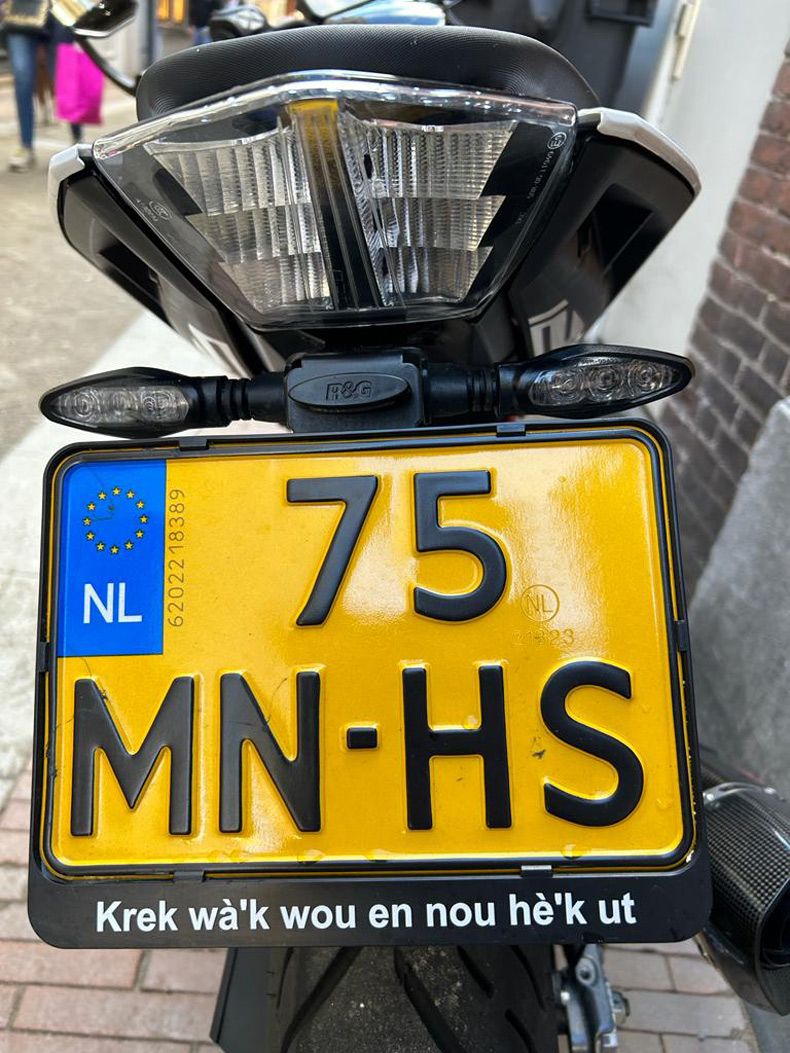 R&G
75
NL
6202218389
NL
MN-HS
Krek wà'k wou en nou hè'k ut